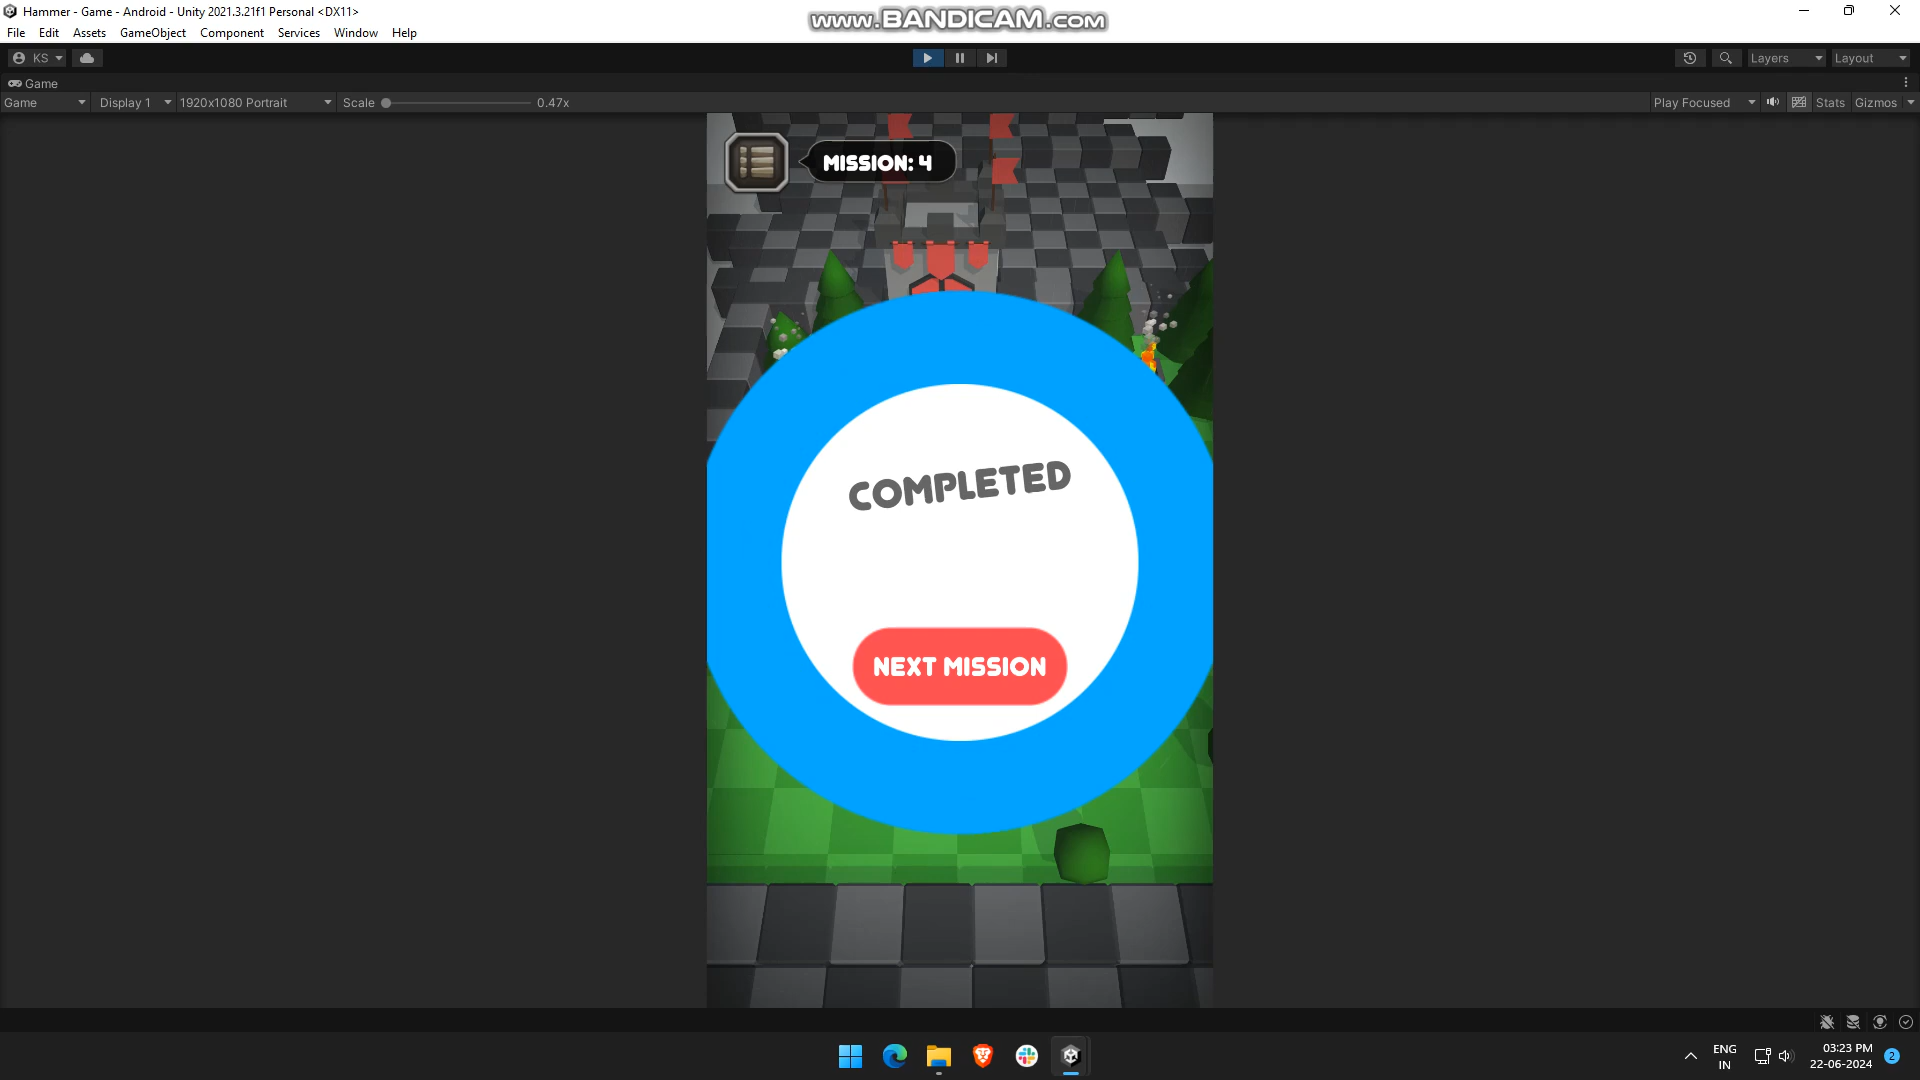 Hammer - Game - Android - Unity 2021.3.21f1 Personal <DX11>
www.BANDICAM.com
File Edit Assets GameObject Component Services Window Help
KS
Layers Layout
Game
Game Display 1 1920x1080 Portrait Scale 0.47x Play Focused Stats Gizmos
MISSION: 4
COMPLETED
NEXT MISSION
ENG
IN
03:23 PM
22-06-2024
2